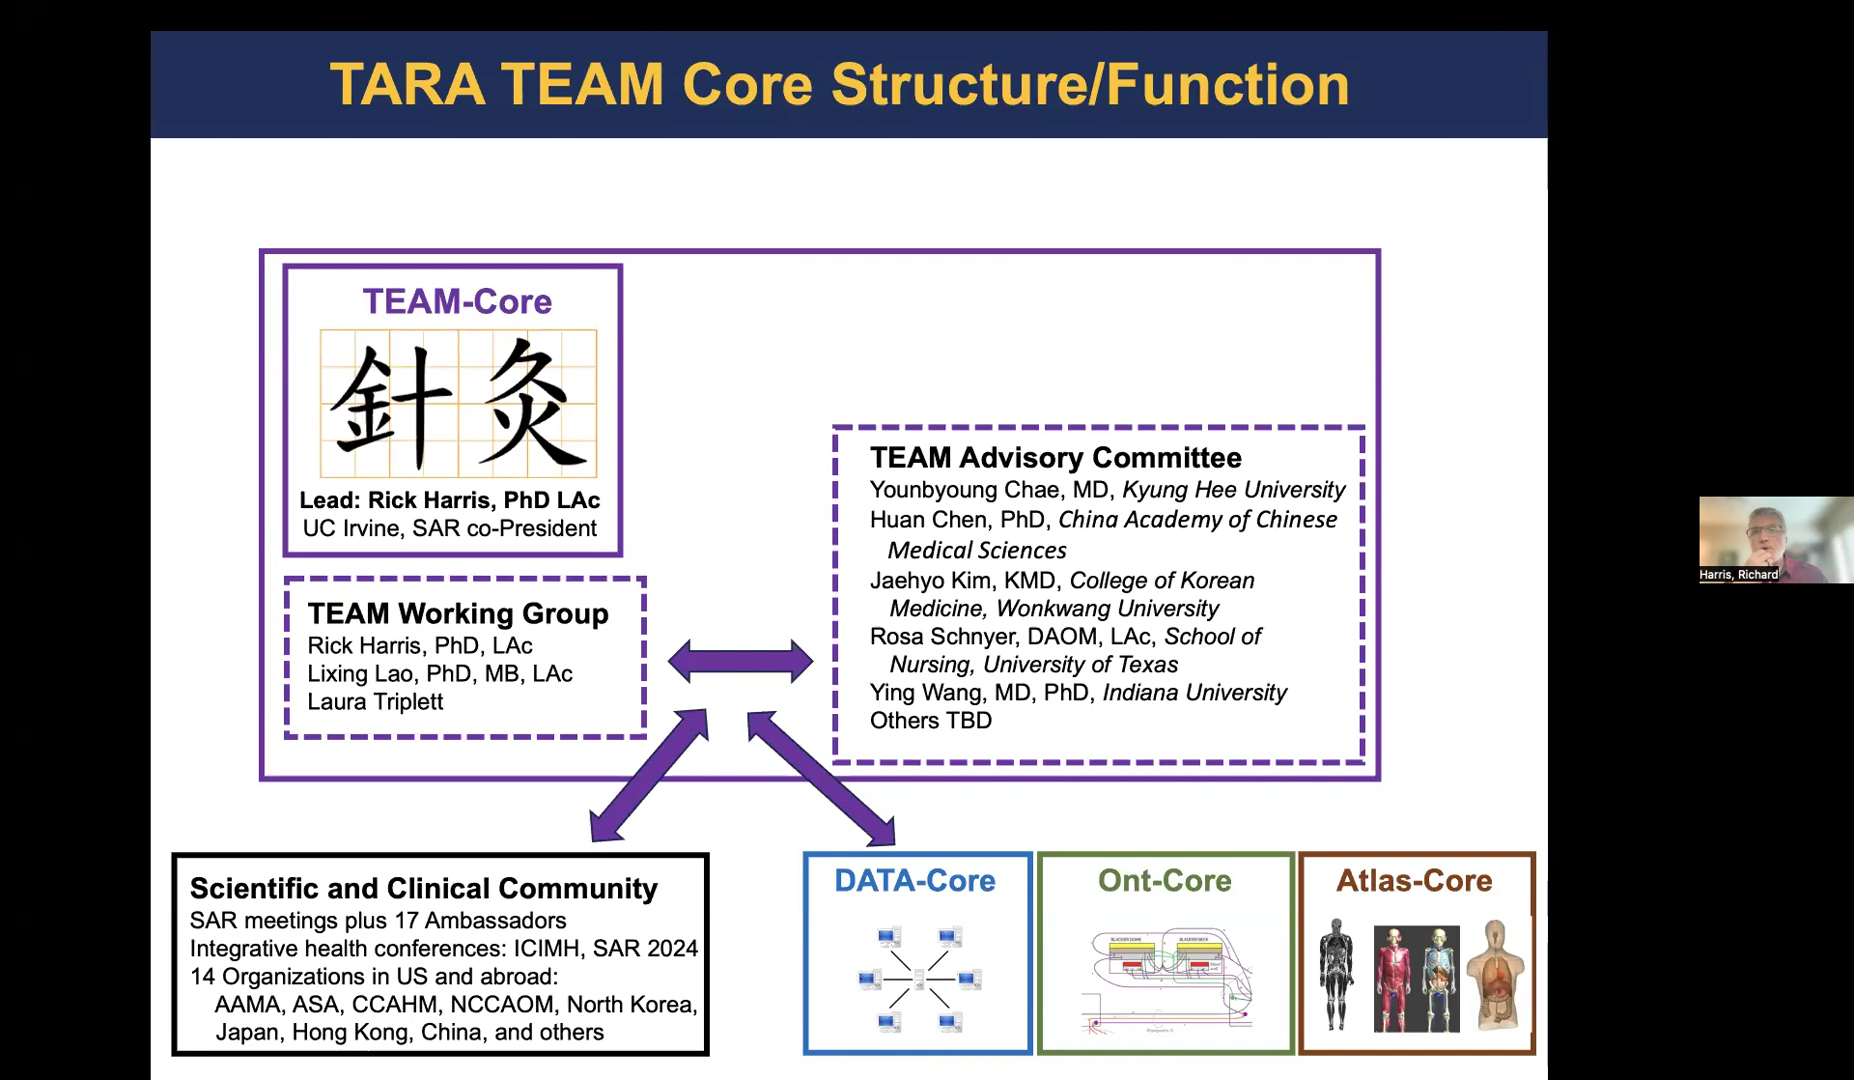 TARA TEAM Core Structure/Function
TEAM-Core
針灸
Lead: Rick Harris, PhD LAc
UC Irvine, SAR co-President
TEAM Working Group
Rick Harris, PhD, LAc
Lixing Lao, PhD, MB, LAc
Laura Triplett
TEAM Advisory Committee
Younbyoung Chae, MD, Kyung Hee University
Huan Chen, PhD, China Academy of Chinese
Medical Sciences
Jaehyo Kim, KMD, College of Korean
Medicine, Wonkwang University
Rosa Schnyer, DAOM, LAc, School of
Nursing, University of Texas
Ying Wang, MD, PhD, Indiana University
Others TBD
Harris, Richard
Scientific and Clinical Community
SAR meetings plus 17 Ambassadors
Integrative health conferences: ICIMH, SAR 2024
14 Organizations in US and abroad:
AAMA, ASA, CCAHM, NCCAOM, North Korea,
Japan, Hong Kong, China, and others
DATA-Core
Ont-Core
BLADDER DOME
BLADDER NECK
Atlas-Core